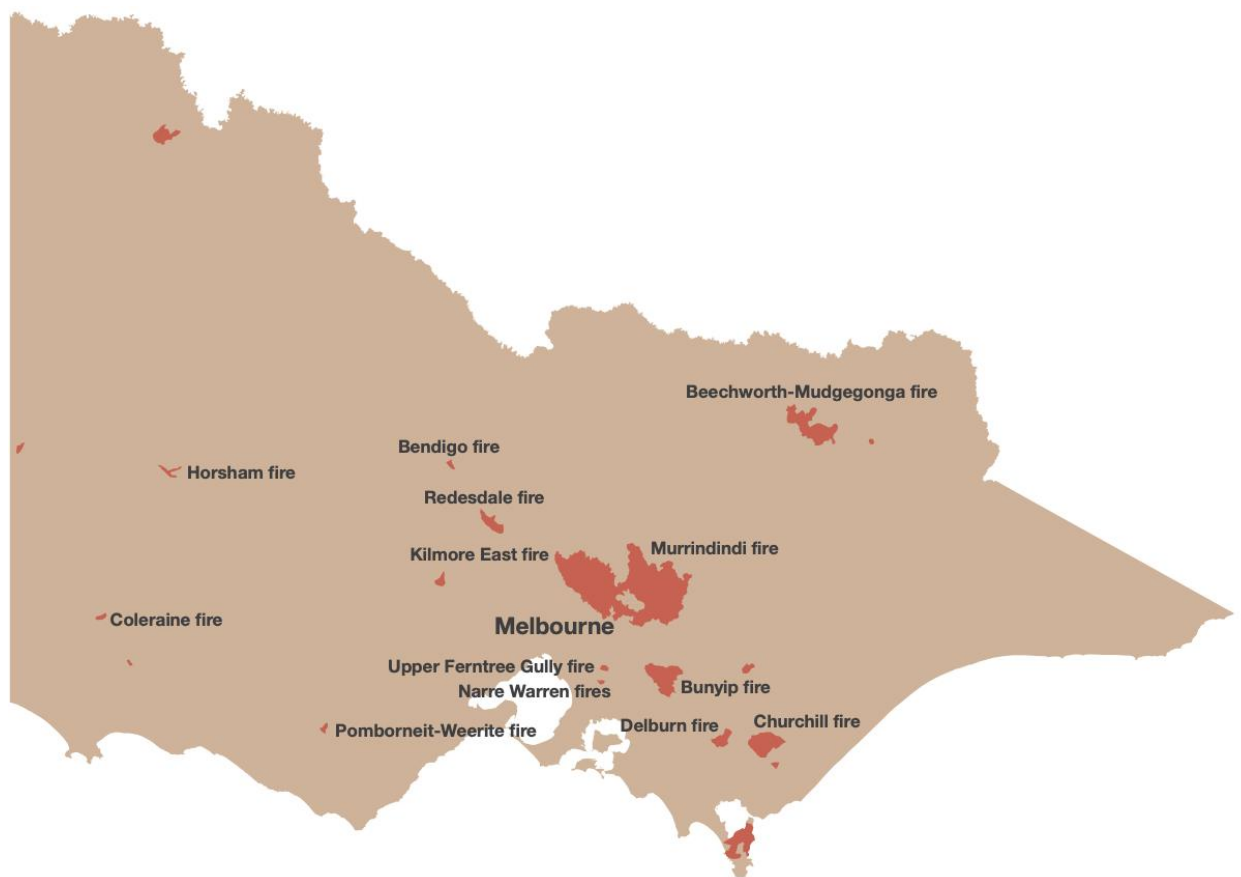 Beechworth-Mudgegonga fire
Bendigo fire
Horsham fire
Redesdale fire
Kilmore East fire
Murrindindi fire
Coleraine fire
Melbourne
Upper Ferntree Gully fire
Bunyip fire
Narre Warren fires
Delburn fire
Churchill fire
Pomborneit-Weerite fire